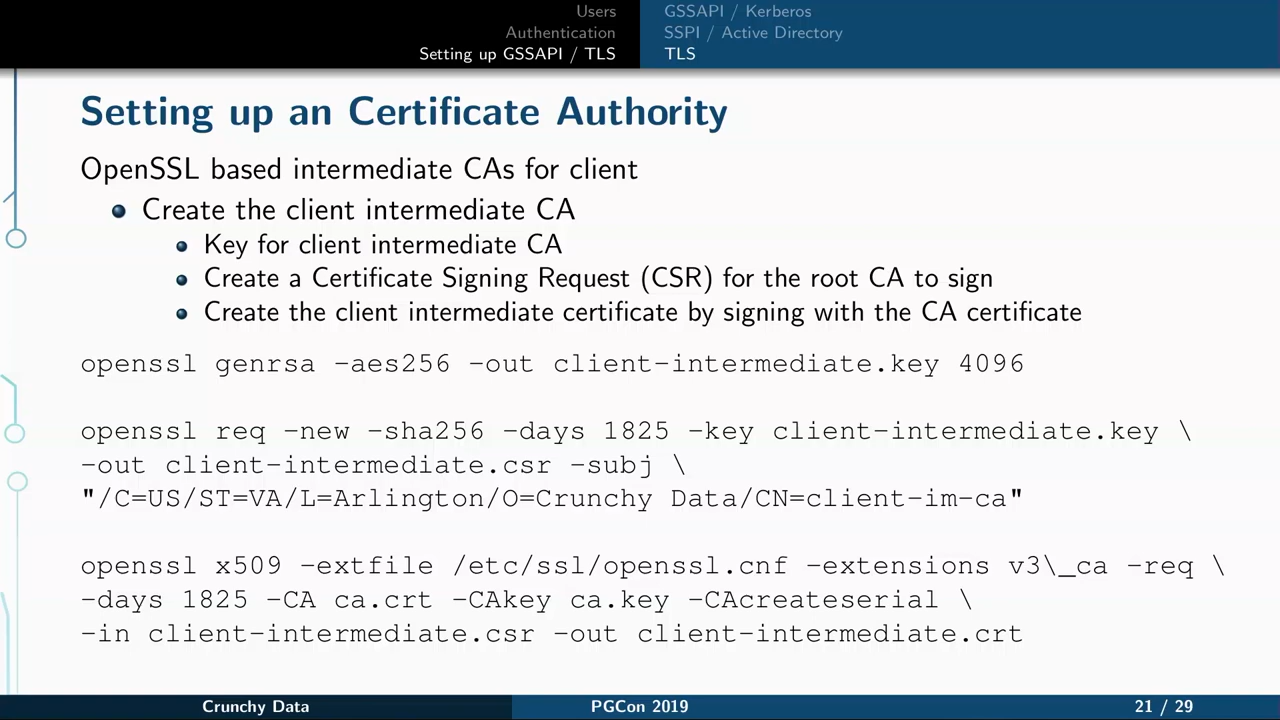 Users
Authentication
Setting up GSSAPI / TLS
GSSAPI / Kerberos
SSPI / Active Directory
TLS
Setting up an Certificate Authority
OpenSSL based intermediate CAs for client
Create the client intermediate CA
Key for client intermediate CA
Create a Certificate Signing Request (CSR) for the root CA to sign
Create the client intermediate certificate by signing with the CA certificate
openssl genrsa -aes256 -out client-intermediate.key 4096
openssl req -new -sha256 -days 1825 -key client-intermediate.key \
-out client-intermediate.csr -subj \
"/C=US/ST=VA/L=Arlington/O=Crunchy Data/CN=client-im-ca"
openssl x509 -extfile /etc/ssl/openssl.cnf -extensions v3\_ca -req \
-days 1825 -CA ca.crt -CAkey ca.key -CAcreateserial \
-in client-intermediate.csr -out client-intermediate.crt
Crunchy Data
PGCon 2019
21 / 29